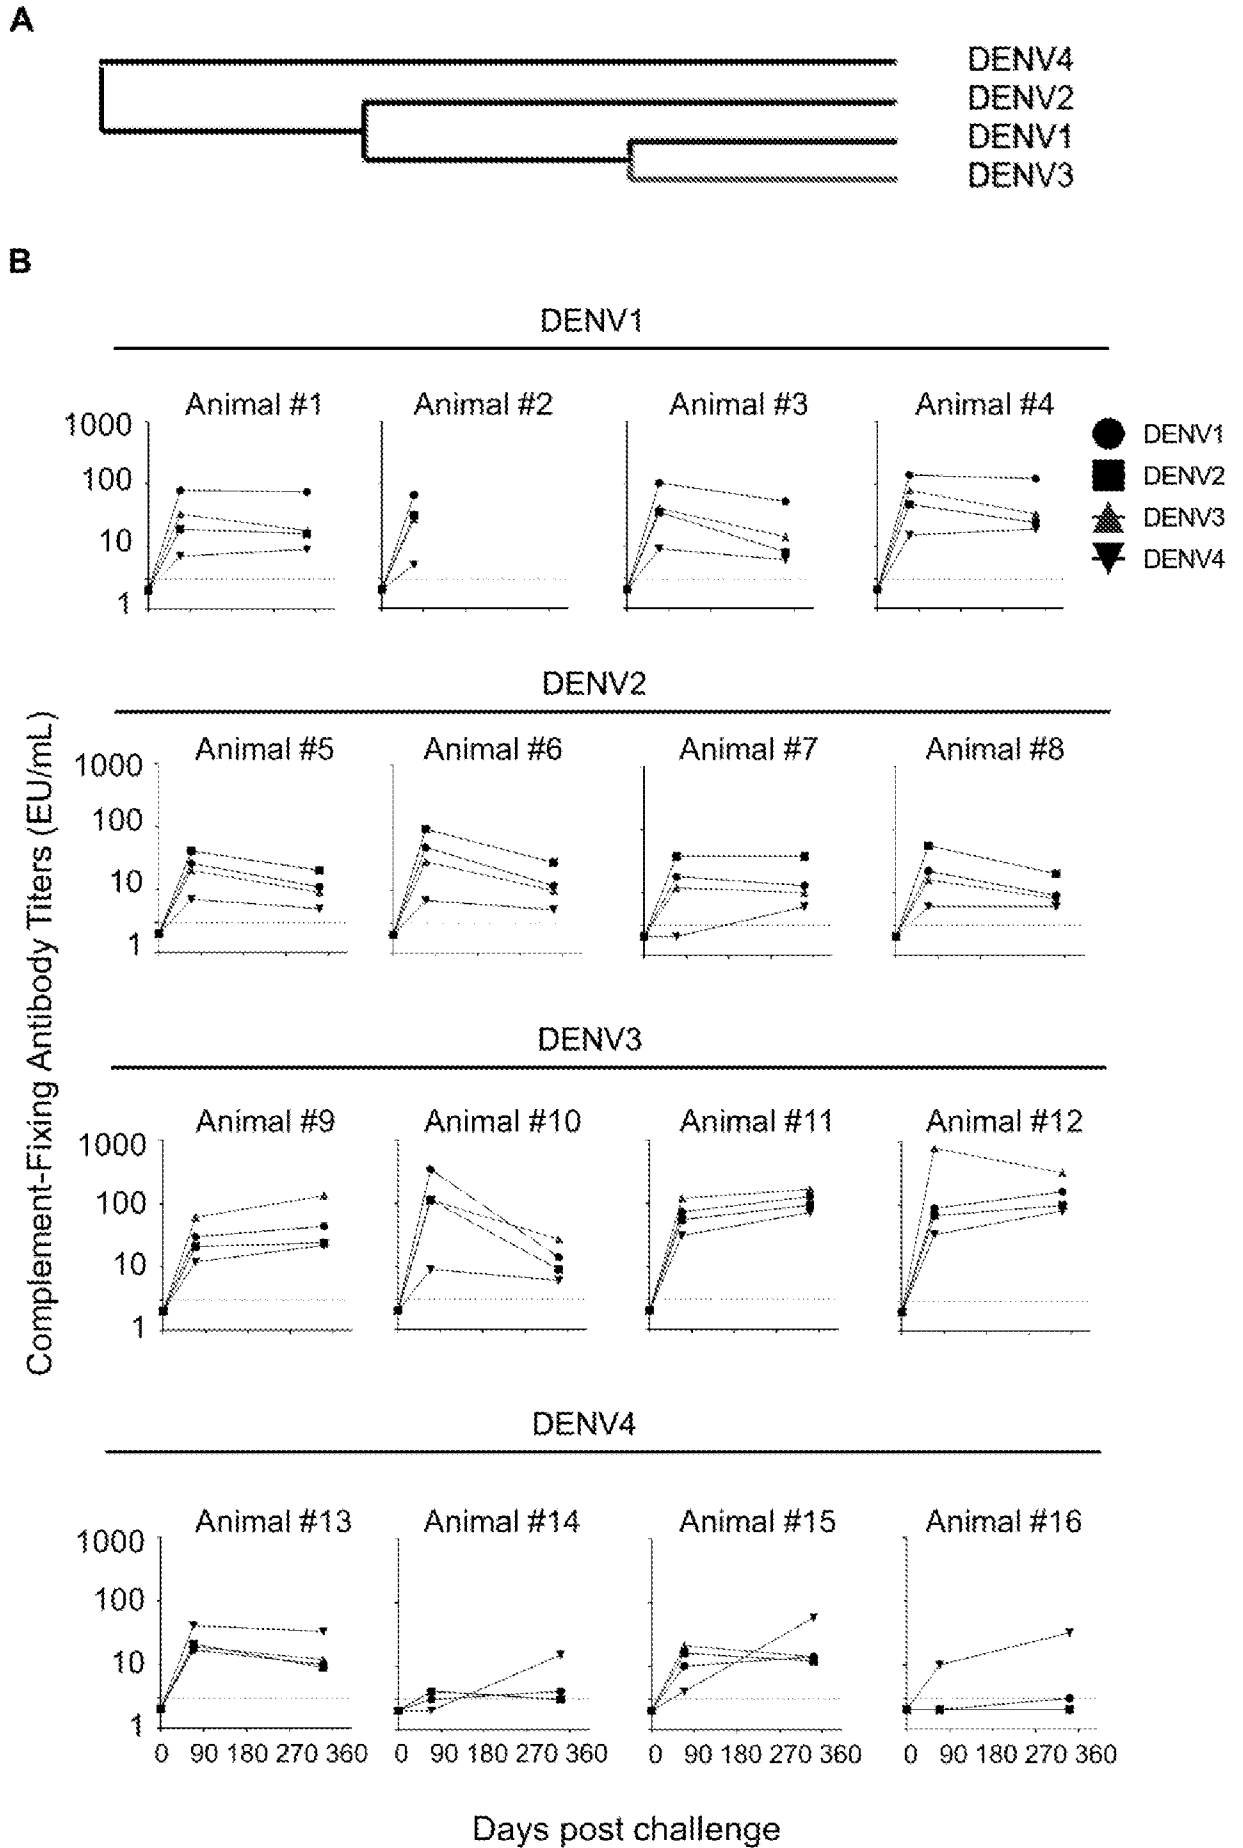 A
DENV4
DENV2
DENV1
DENV3
B
DENV1
Animal #1 Animal #2 Animal #3 Animal #4
1000
100
10
1
DENV1
DENV2
DENV3
DENV4
DENV2
Animal #5 Animal #6 Animal #7 Animal #8
1000
100
10
1
Complement-Fixing Antibody Titers (EU/mL)
DENV3
Animal #9 Animal #10 Animal #11 Animal #12
1000
100
10
1
DENV4
Animal #13 Animal #14 Animal #15 Animal #16
1000
100
10
1
0 90 180 270 360 0 90 180 270 360 0 90 180 270 360 0 90 180 270 360
Days post challenge